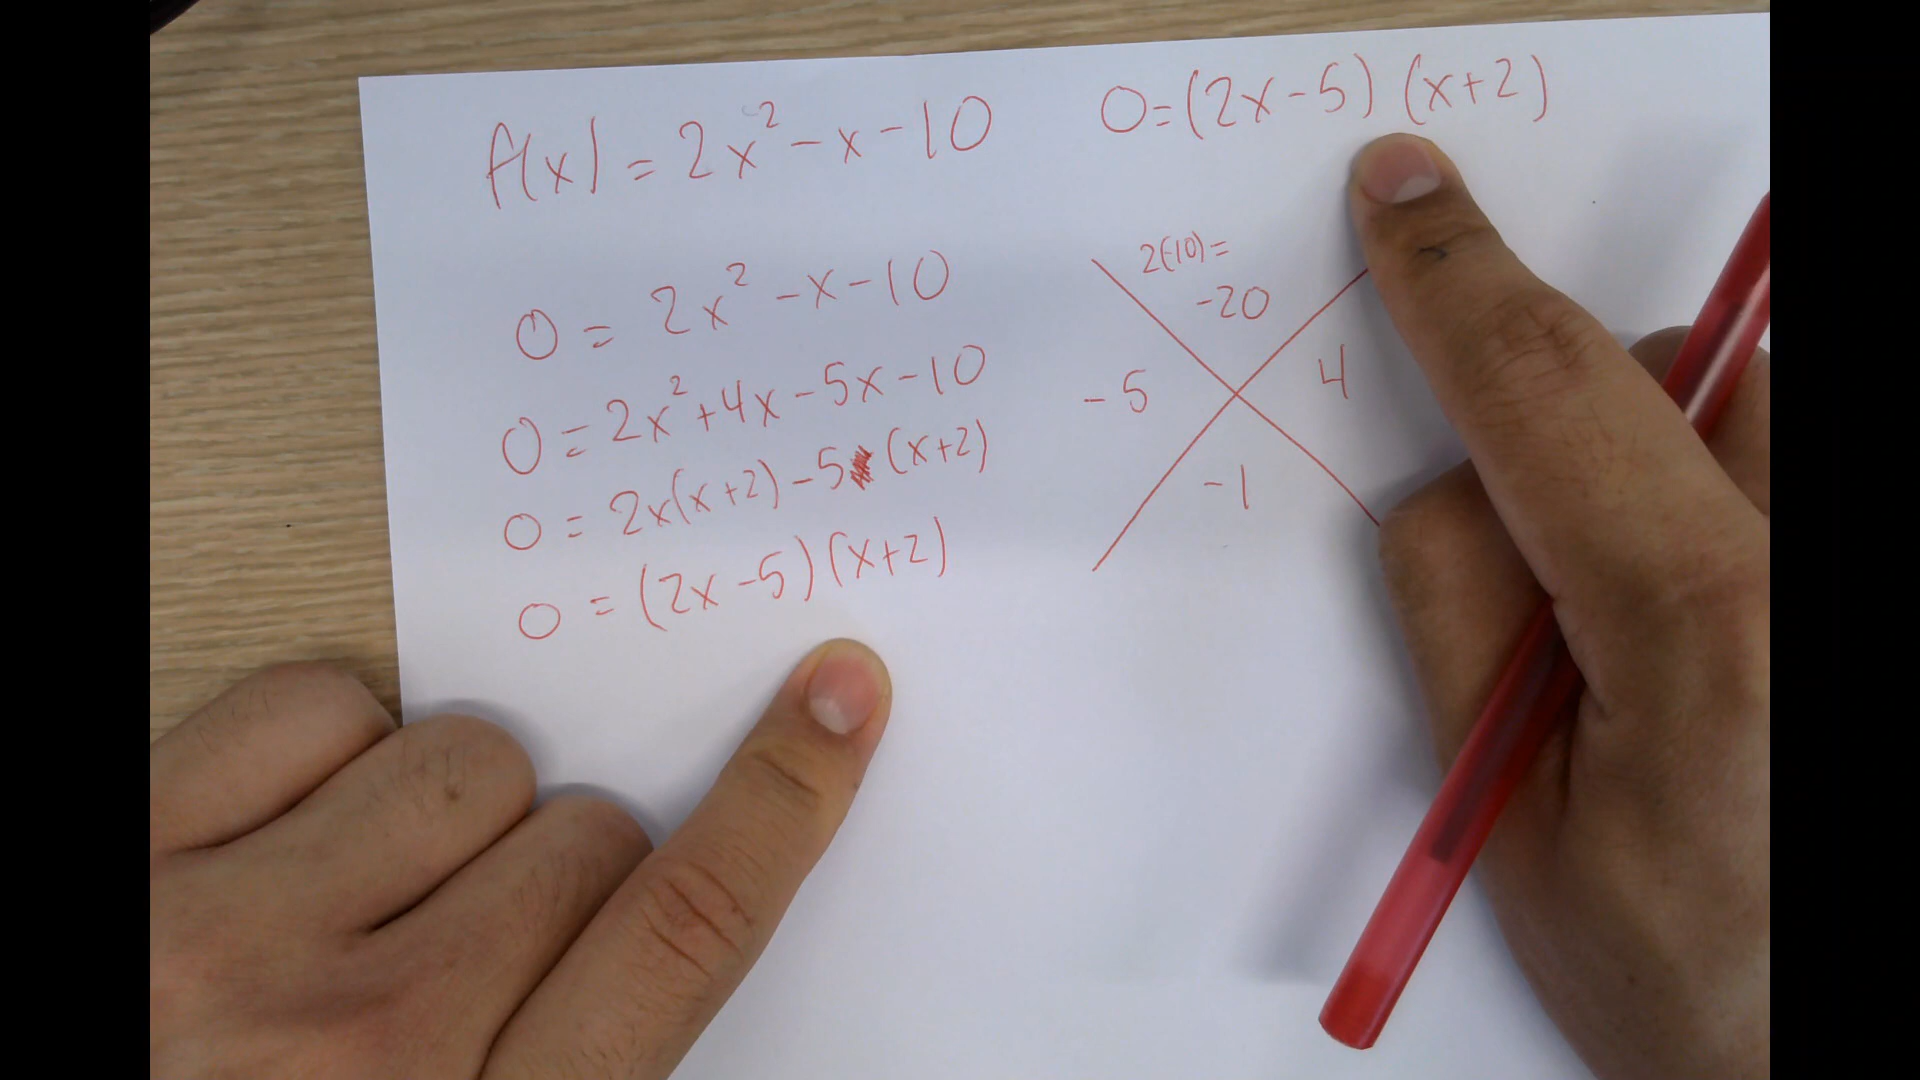 f(x) = 2x² - x - 10
0 = 2x² - x - 10
0 = 2x² + 4x - 5x - 10
0 = 2x(x+2) - 5 (x+2)
0 = (2x - 5)(x+2)
0 = (2x - 5) (x+2)
2(-10) =
-20
-5 4
-1